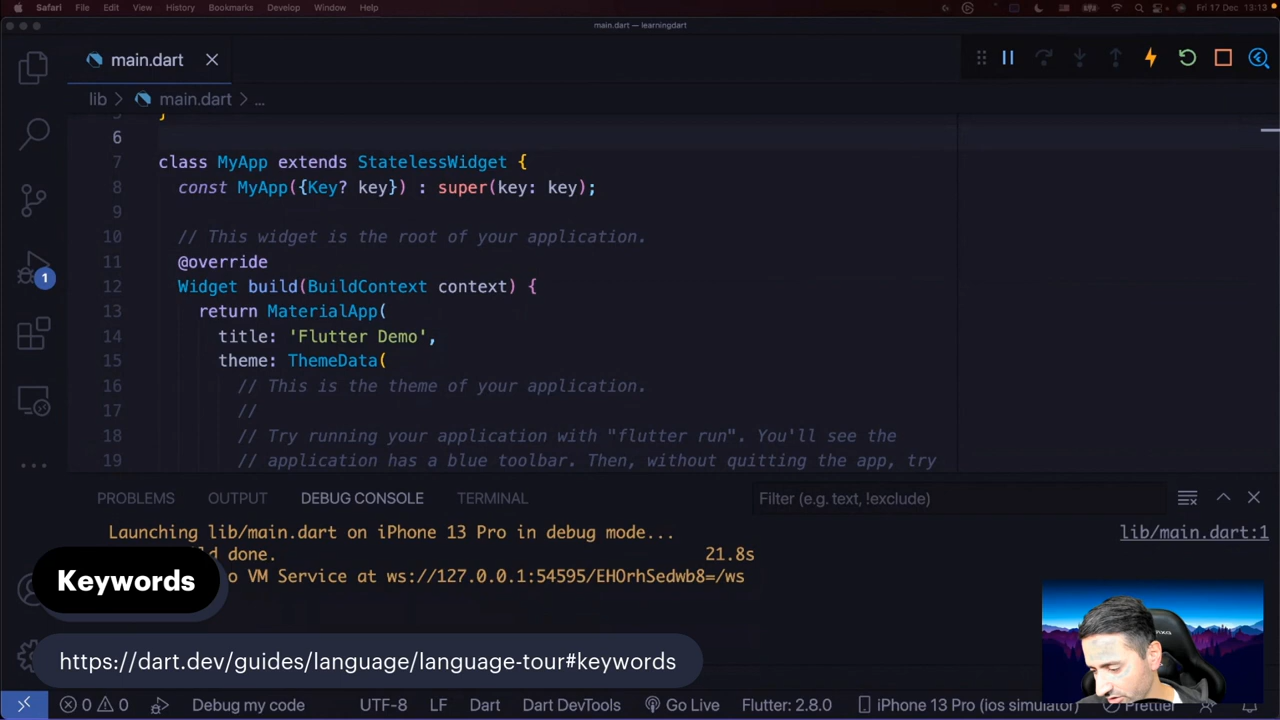 Safari File Edit View History Bookmarks Develop Window Help Fri 17 Dec 13:13
main.dart — learningdart
main.dart
lib > main.dart > ...
5 }
6
7 class MyApp extends StatelessWidget {
8 const MyApp({Key? key}) : super(key: key);
9
10 // This widget is the root of your application.
11 @override
12 Widget build(BuildContext context) {
13 return MaterialApp(
14 title: 'Flutter Demo',
15 theme: ThemeData(
16 // This is the theme of your application.
17 //
18 // Try running your application with "flutter run". You'll see the
19 // application has a blue toolbar. Then, without quitting the app, try
1
PROBLEMS OUTPUT DEBUG CONSOLE TERMINAL Filter (e.g. text, !exclude)
Launching lib/main.dart on iPhone 13 Pro in debug mode... lib/main.dart:1
done. 21.8s
VM Service at ws://127.0.0.1:54595/EHOrhSedwb8=/ws
Keywords
https://dart.dev/guides/language/language-tour#keywords
0 0 Debug my code UTF-8 LF Dart Dart DevTools Go Live Flutter: 2.8.0 iPhone 13 Pro (ios simulator) Prettier